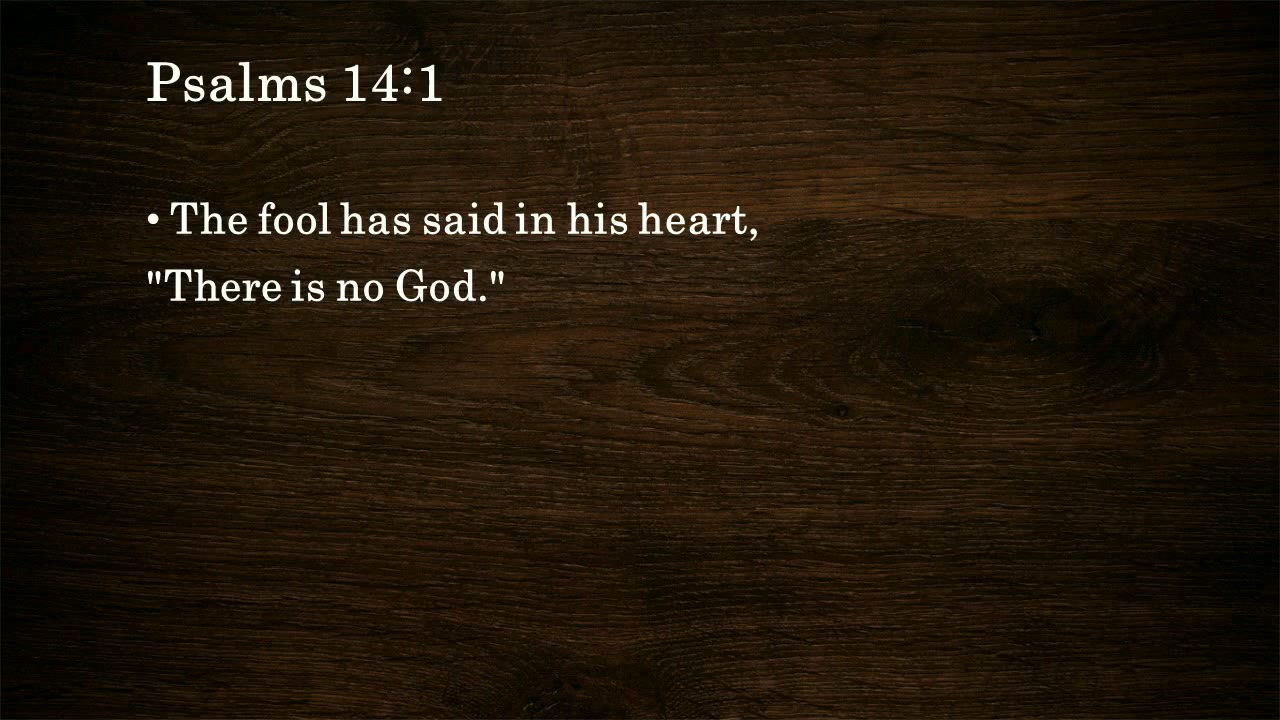 Psalms 14:1
• The fool has said in his heart,
"There is no God."